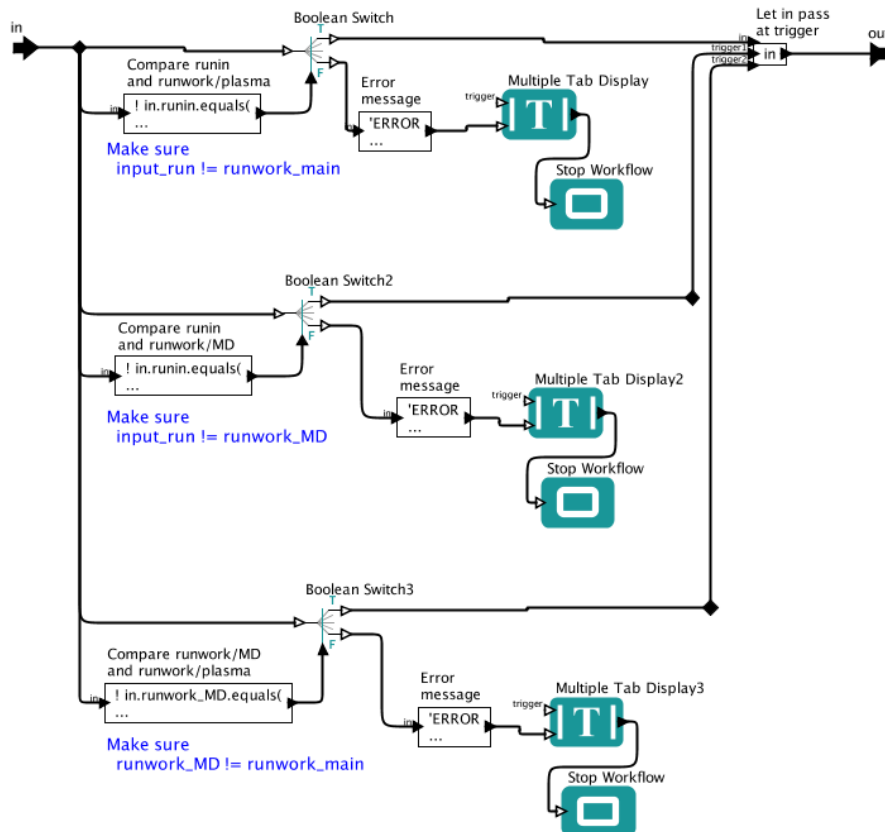 in
Boolean Switch
T
F
Compare runin
and runwork/plasma
in
! in.runin.equals(
...
Make sure
input_run != runwork_main
Error
message
in
'ERROR
...
Multiple Tab Display
trigger
T
Stop Workflow
Let in pass
at trigger
in
trigger1
trigger2
in
out
Boolean Switch2
T
F
Compare runin
and runwork/MD
in
! in.runin.equals(
...
Make sure
input_run != runwork_MD
Error
message
in
'ERROR
...
Multiple Tab Display2
trigger
T
Stop Workflow
Boolean Switch3
T
F
Compare runwork/MD
and runwork/plasma
in
! in.runwork_MD.equals(
...
Make sure
runwork_MD != runwork_main
Error
message
in
'ERROR
...
Multiple Tab Display3
trigger
T
Stop Workflow